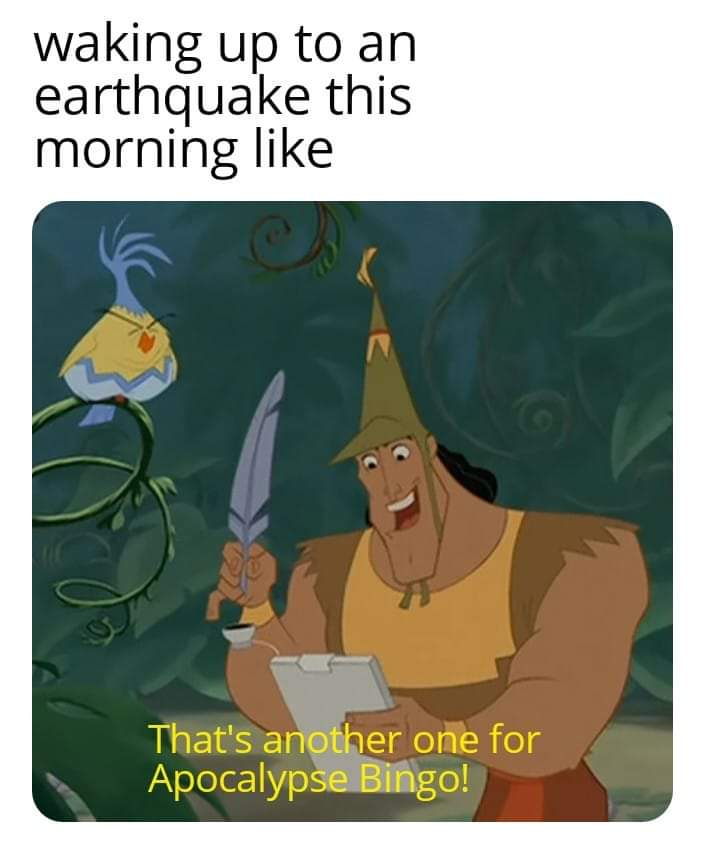 waking up to an
earthquake this
morning like
That's another one for
Apocalypse Bingo!